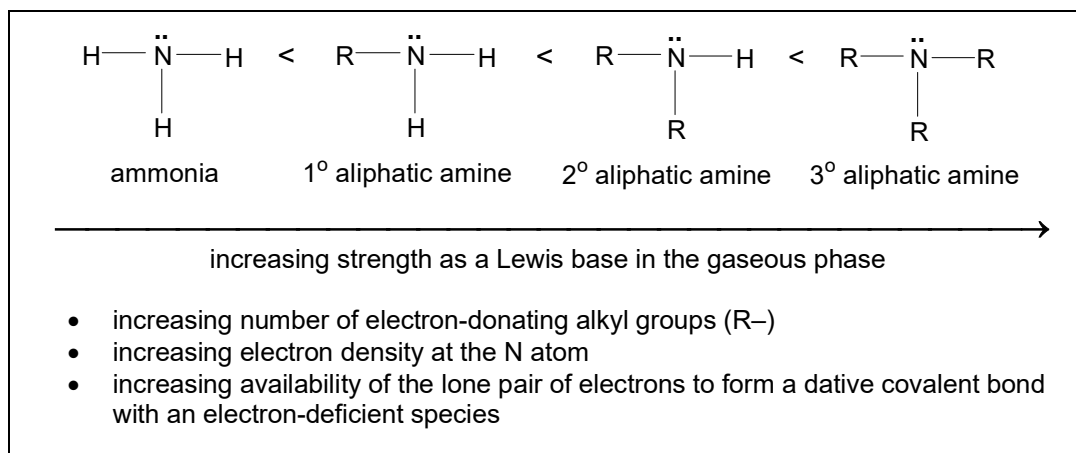 H N̈ H < R N̈ H < R N̈ H < R N̈ R
H H R R
ammonia 1° aliphatic amine 2° aliphatic amine 3° aliphatic amine
increasing strength as a Lewis base in the gaseous phase
• increasing number of electron-donating alkyl groups (R–)
• increasing electron density at the N atom
• increasing availability of the lone pair of electrons to form a dative covalent bond
with an electron-deficient species